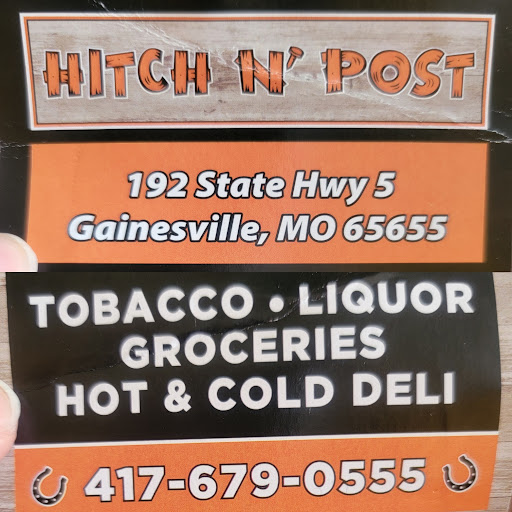 HITCH N' POST
192 State Hwy 5
Gainesville, MO 65655
TOBACCO • LIQUOR
GROCERIES
HOT & COLD DELI
417-679-0555